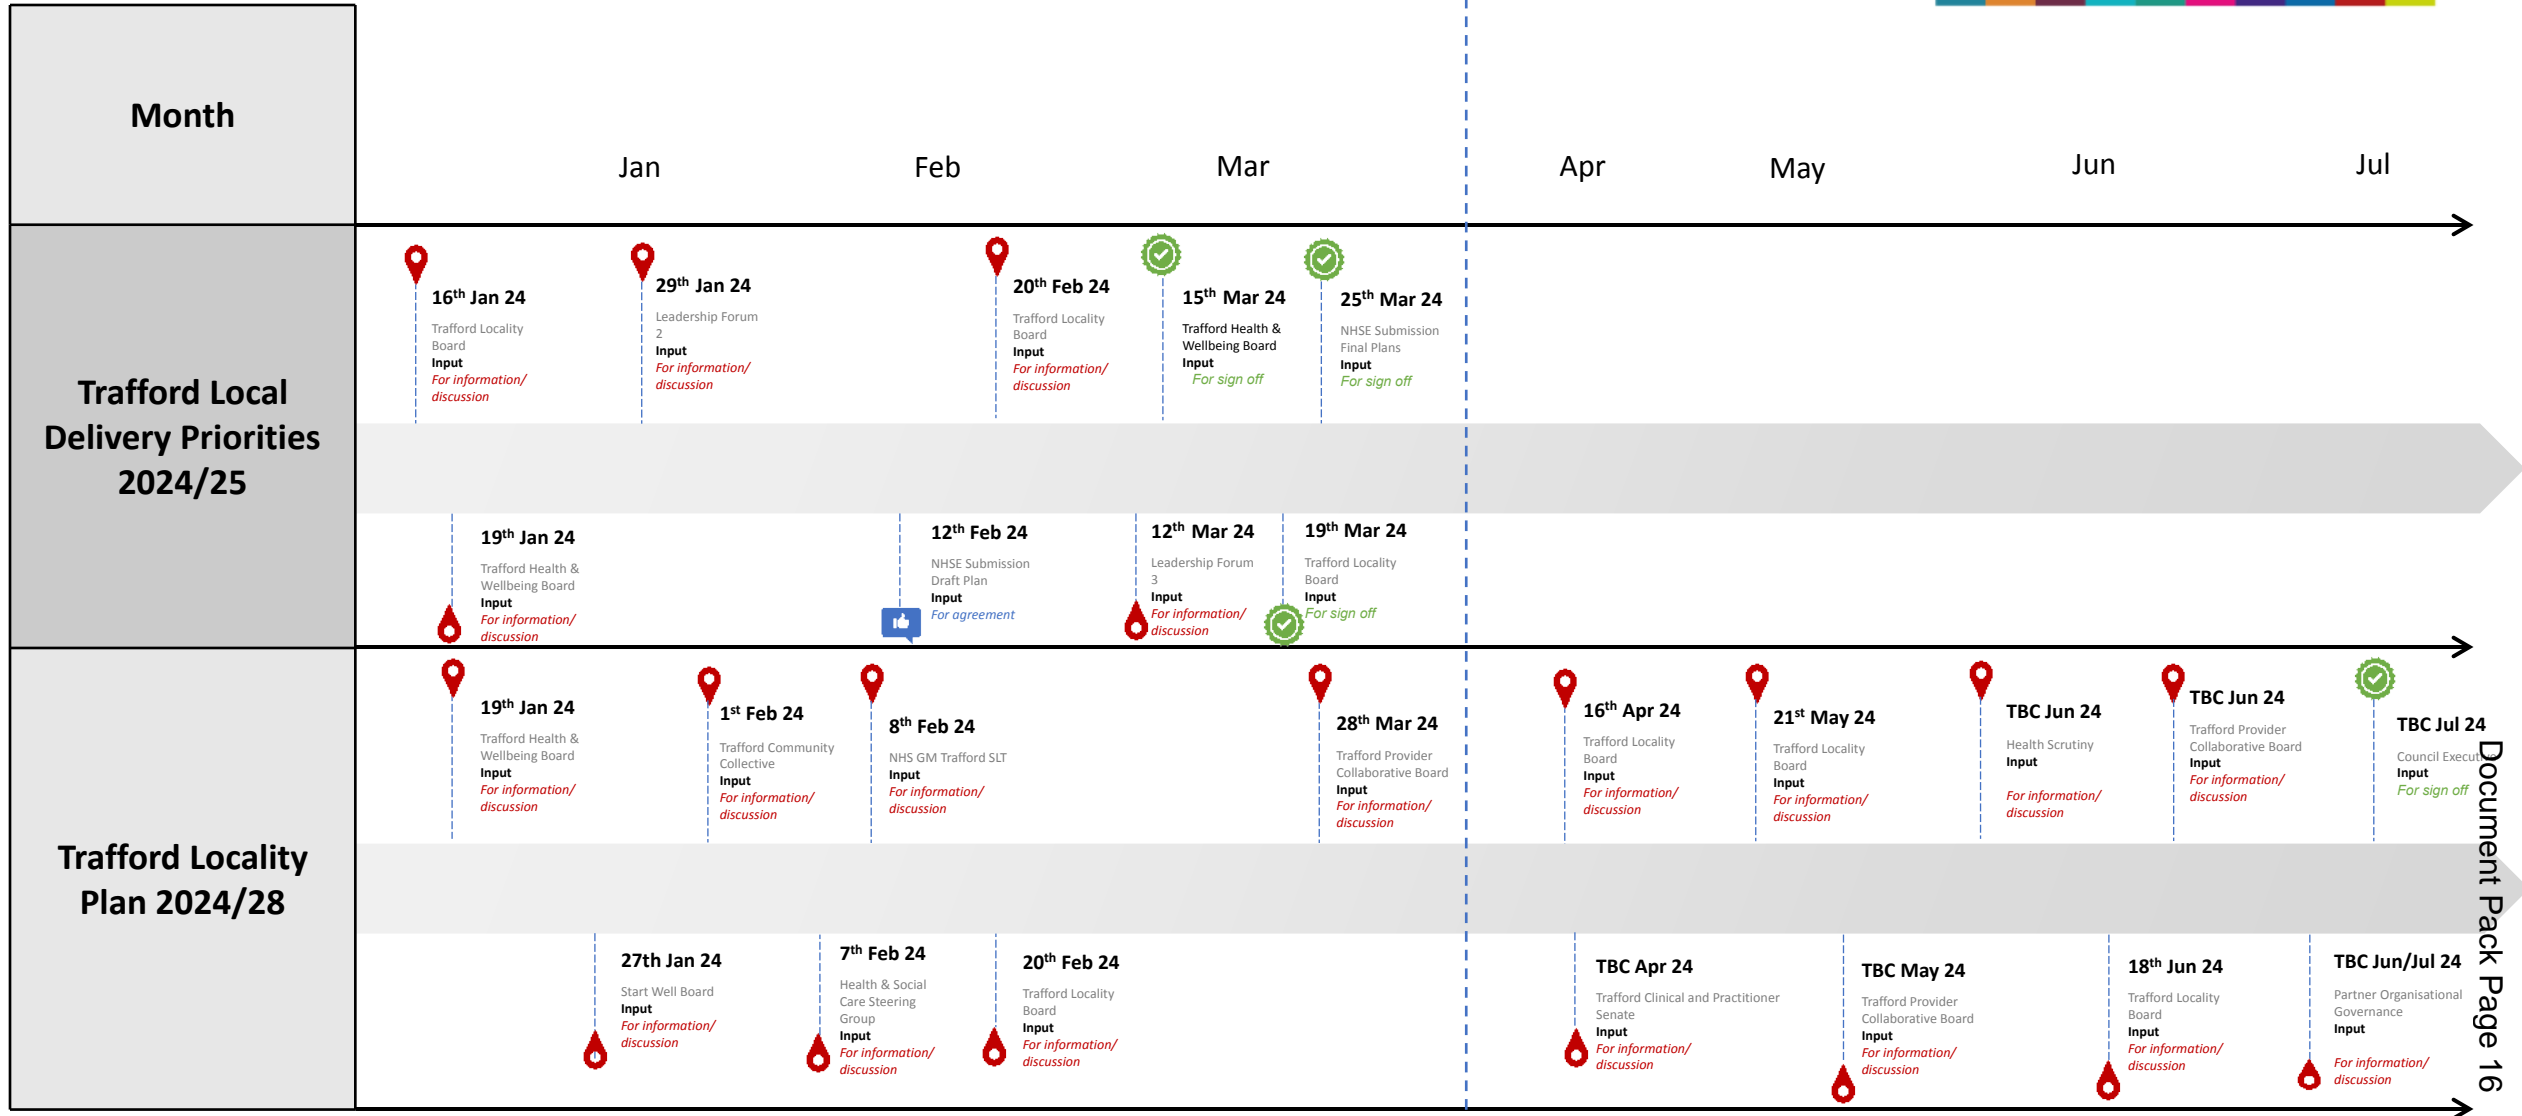 Month
Jan
Feb
Mar
Apr
May
Jun
Jul
Trafford Local
Delivery Priorities
2024/25
16th Jan 24
Trafford Locality
Board
Input
For information/
discussion
29th Jan 24
Leadership Forum
2
Input
For information/
discussion
20th Feb 24
Trafford Locality
Board
Input
For information/
discussion
15th Mar 24
Trafford Health &
Wellbeing Board
Input
For sign off
25th Mar 24
NHSE Submission
Final Plans
Input
For sign off
19th Jan 24
Trafford Health &
Wellbeing Board
Input
For information/
discussion
12th Feb 24
NHSE Submission
Draft Plan
Input
For agreement
12th Mar 24
Leadership Forum
3
Input
For information/
discussion
19th Mar 24
Trafford Locality
Board
Input
For sign off
Trafford Locality
Plan 2024/28
19th Jan 24
Trafford Health &
Wellbeing Board
Input
For information/
discussion
1st Feb 24
Trafford Community
Collective
Input
For information/
discussion
8th Feb 24
NHS GM Trafford SLT
Input
For information/
discussion
28th Mar 24
Trafford Provider
Collaborative Board
Input
For information/
discussion
16th Apr 24
Trafford Locality
Board
Input
For information/
discussion
21st May 24
Trafford Locality
Board
Input
For information/
discussion
TBC Jun 24
Health Scrutiny
Input
For information/
discussion
TBC Jun 24
Trafford Provider
Collaborative Board
Input
For information/
discussion
TBC Jul 24
Council Executive
Input
For sign off
27th Jan 24
Start Well Board
Input
For information/
discussion
7th Feb 24
Health & Social
Care Steering
Group
Input
For information/
discussion
20th Feb 24
Trafford Locality
Board
Input
For information/
discussion
TBC Apr 24
Trafford Clinical and Practitioner
Senate
Input
For information/
discussion
TBC May 24
Trafford Provider
Collaborative Board
Input
For information/
discussion
18th Jun 24
Trafford Locality
Board
Input
For information/
discussion
TBC Jun/Jul 24
Partner Organisational
Governance
Input
For information/
discussion
Document Pack Page 16